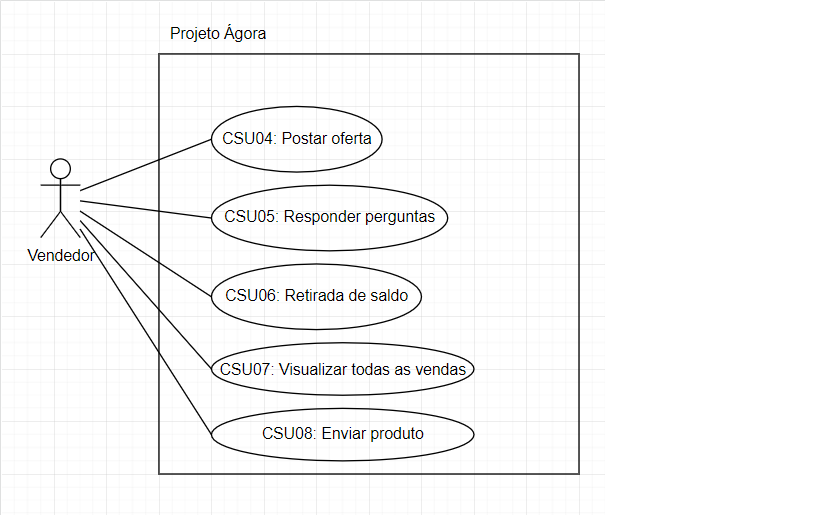 Projeto Ágora
CSU04: Postar oferta
CSU05: Responder perguntas
Vendedor
CSU06: Retirada de saldo
CSU07: Visualizar todas as vendas
CSU08: Enviar produto